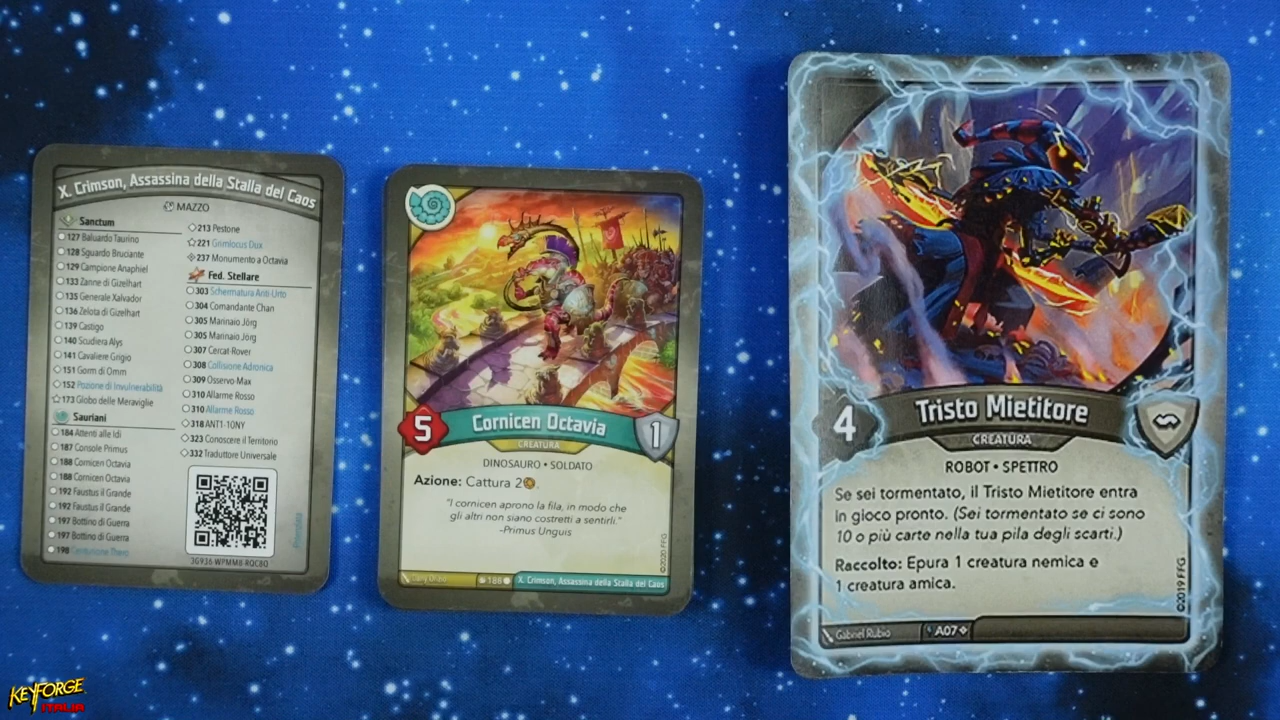 X. Crimson, Assassina della Stalla del Caos
MAZZO
Sanctum
127 Baluardo Taurino
128 Sguardo Bruciante
129 Campione Anaphiel
133 Zanne di Gizelhart
135 Generale Xalvador
136 Zelota di Gizelhart
139 Castigo
140 Scudiera Alys
141 Cavaliere Grigio
151 Gorm di Omm
152 Pozione di Invulnerabilità
173 Globo delle Meraviglie
Sauriani
184 Attenti alle Idi
187 Console Primus
188 Cornicen Octavia
188 Cornicen Octavia
192 Faustus il Grande
192 Faustus il Grande
197 Bottino di Guerra
197 Bottino di Guerra
198 Centurione Thero
213 Pestone
221 Grimlocus Dux
237 Monumento a Octavia
Fed. Stellare
303 Schermatura Anti-Urto
304 Comandante Chan
305 Marinaio Jörg
305 Marinaio Jörg
307 Cercat-Rover
308 Collisione Adronica
309 Osservo-Max
310 Allarme Rosso
310 Allarme Rosso
318 ANT1-10NY
323 Conoscere il Territorio
332 Traduttore Universale
5
Cornicen Octavia
1
CREATURA
DINOSAURO • SOLDATO
Azione: Cattura 2
"I cornicen aprono la fila, in modo che
gli altri non siano costretti a sentirli."
-Primus Unguis
©2020 FFG
188
X. Crimson, Assassina della Stalla del Caos
4
Tristo Mietitore
CREATURA
ROBOT • SPETTRO
Se sei tormentato, il Tristo Mietitore entra
in gioco pronto. (Sei tormentato se ci sono
10 o più carte nella tua pila degli scarti.)
Raccolto: Epura 1 creatura nemica e
1 creatura amica.
©2019 FFG
Gabriel Rubio
A07
KEYFORGE
ITALIA